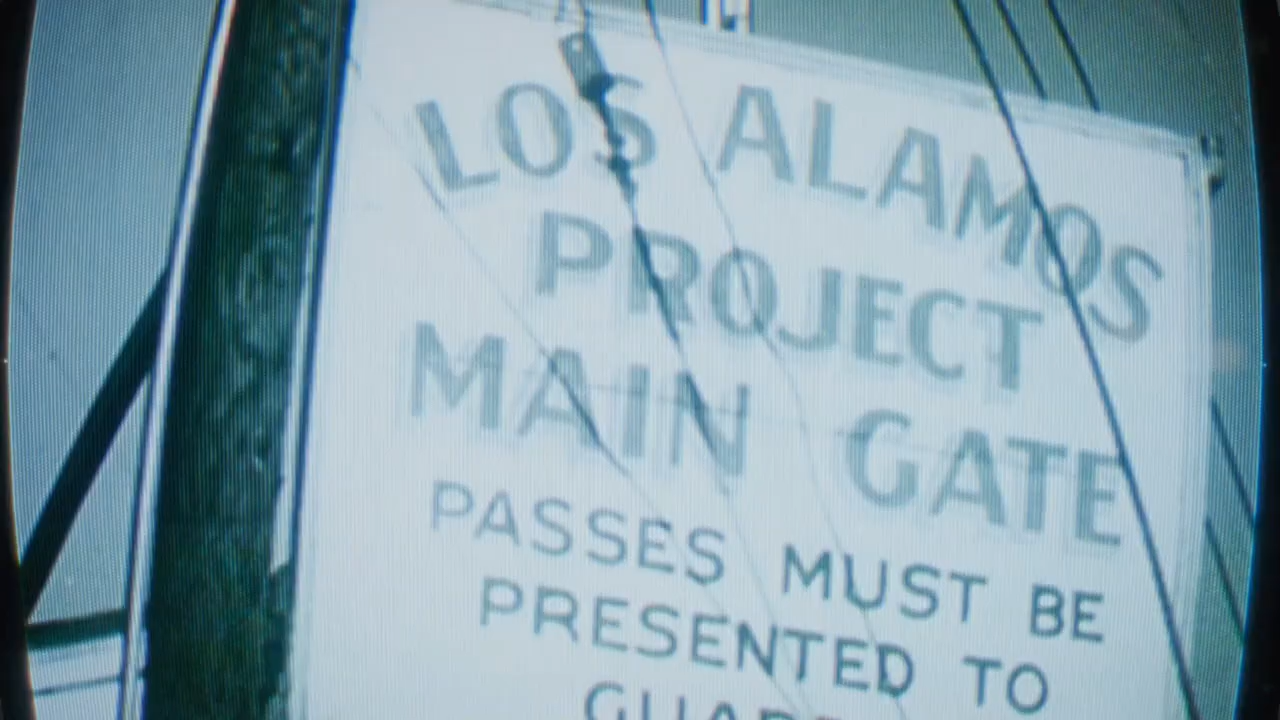 LOS ALAMOS
PROJECT
MAIN GATE
PASSES MUST BE
PRESENTED TO